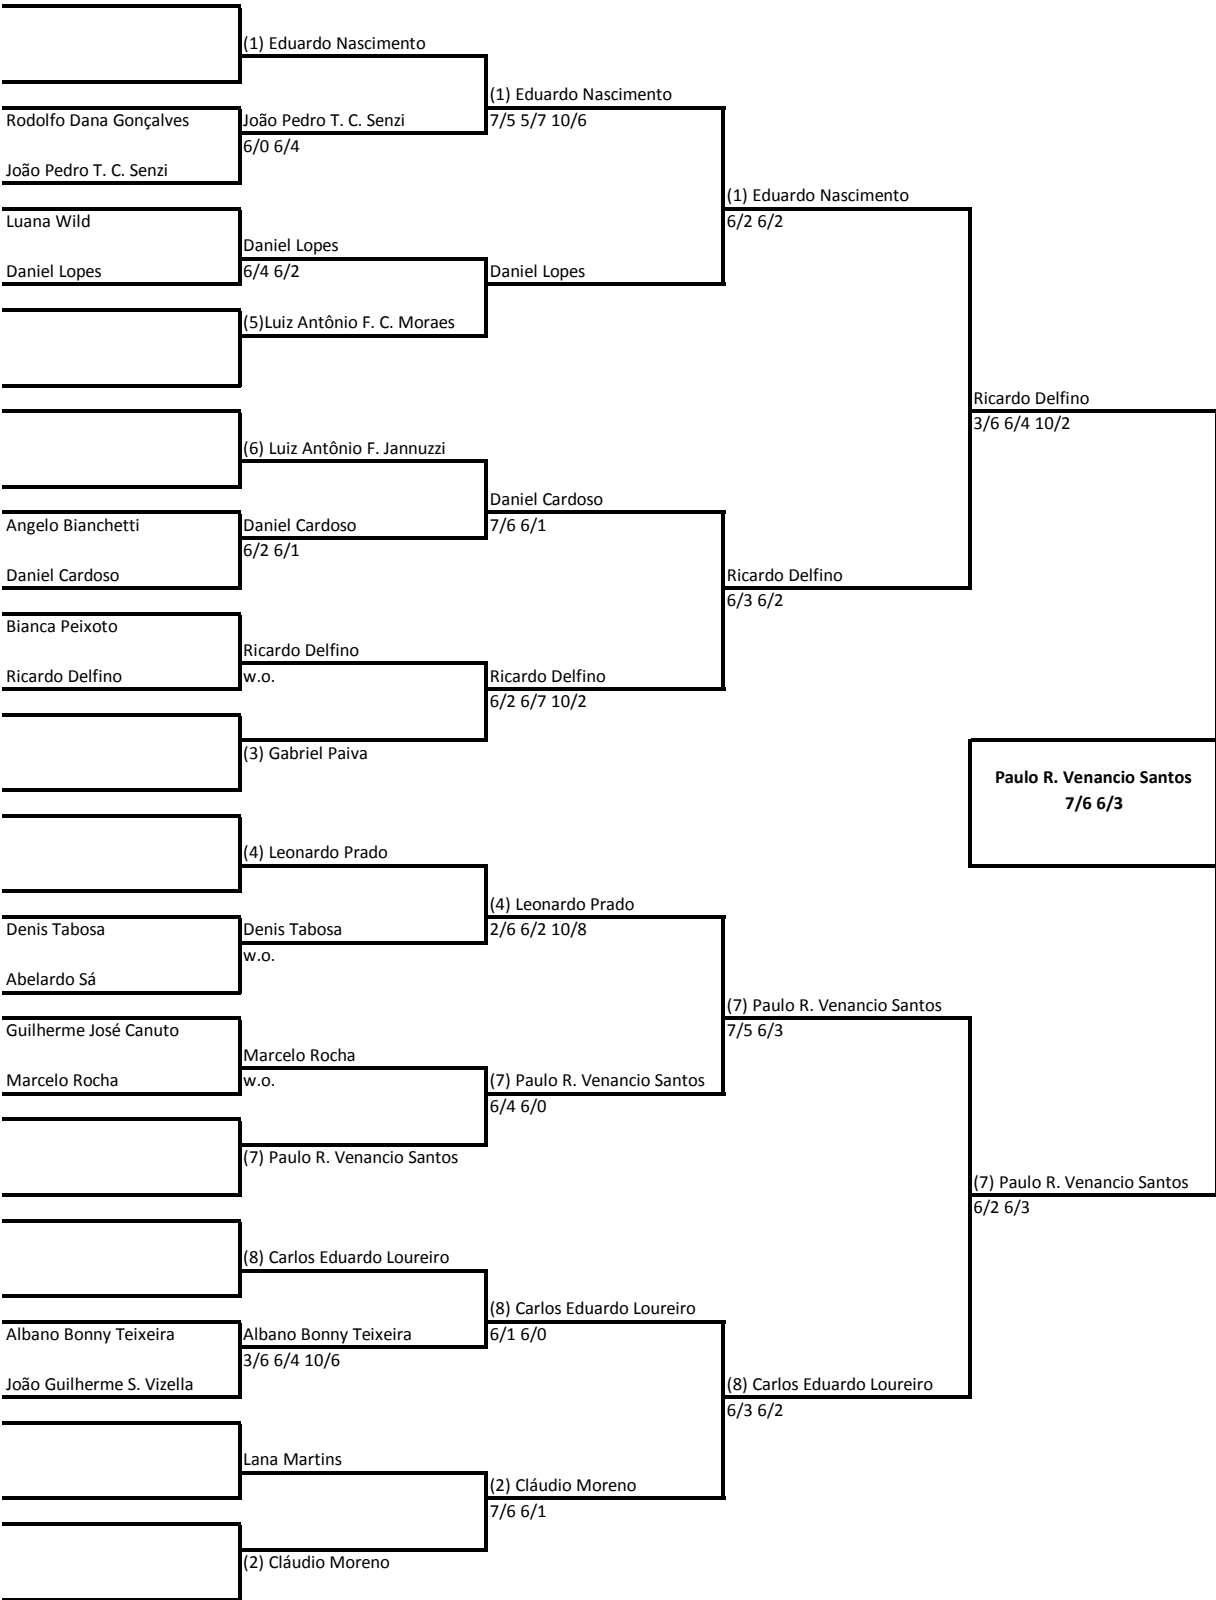 (1) Eduardo Nascimento
(1) Eduardo Nascimento
Rodolfo Dana Gonçalves
João Pedro T. C. Senzi
7/5 5/7 10/6
6/0 6/4
João Pedro T. C. Senzi
(1) Eduardo Nascimento
Luana Wild
6/2 6/2
Daniel Lopes
Daniel Lopes
6/4 6/2
Daniel Lopes
(5)Luiz Antônio F. C. Moraes
Ricardo Delfino
3/6 6/4 10/2
(6) Luiz Antônio F. Jannuzzi
Daniel Cardoso
Angelo Bianchetti
Daniel Cardoso
7/6 6/1
6/2 6/1
Daniel Cardoso
Ricardo Delfino
6/3 6/2
Bianca Peixoto
Ricardo Delfino
Ricardo Delfino
w.o.
Ricardo Delfino
6/2 6/7 10/2
(3) Gabriel Paiva
Paulo R. Venancio Santos
7/6 6/3
(4) Leonardo Prado
(4) Leonardo Prado
Denis Tabosa
Denis Tabosa
2/6 6/2 10/8
w.o.
Abelardo Sá
(7) Paulo R. Venancio Santos
Guilherme José Canuto
7/5 6/3
Marcelo Rocha
Marcelo Rocha
w.o.
(7) Paulo R. Venancio Santos
6/4 6/0
(7) Paulo R. Venancio Santos
(7) Paulo R. Venancio Santos
6/2 6/3
(8) Carlos Eduardo Loureiro
(8) Carlos Eduardo Loureiro
Albano Bonny Teixeira
Albano Bonny Teixeira
6/1 6/0
3/6 6/4 10/6
João Guilherme S. Vizella
(8) Carlos Eduardo Loureiro
6/3 6/2
Lana Martins
(2) Cláudio Moreno
7/6 6/1
(2) Cláudio Moreno